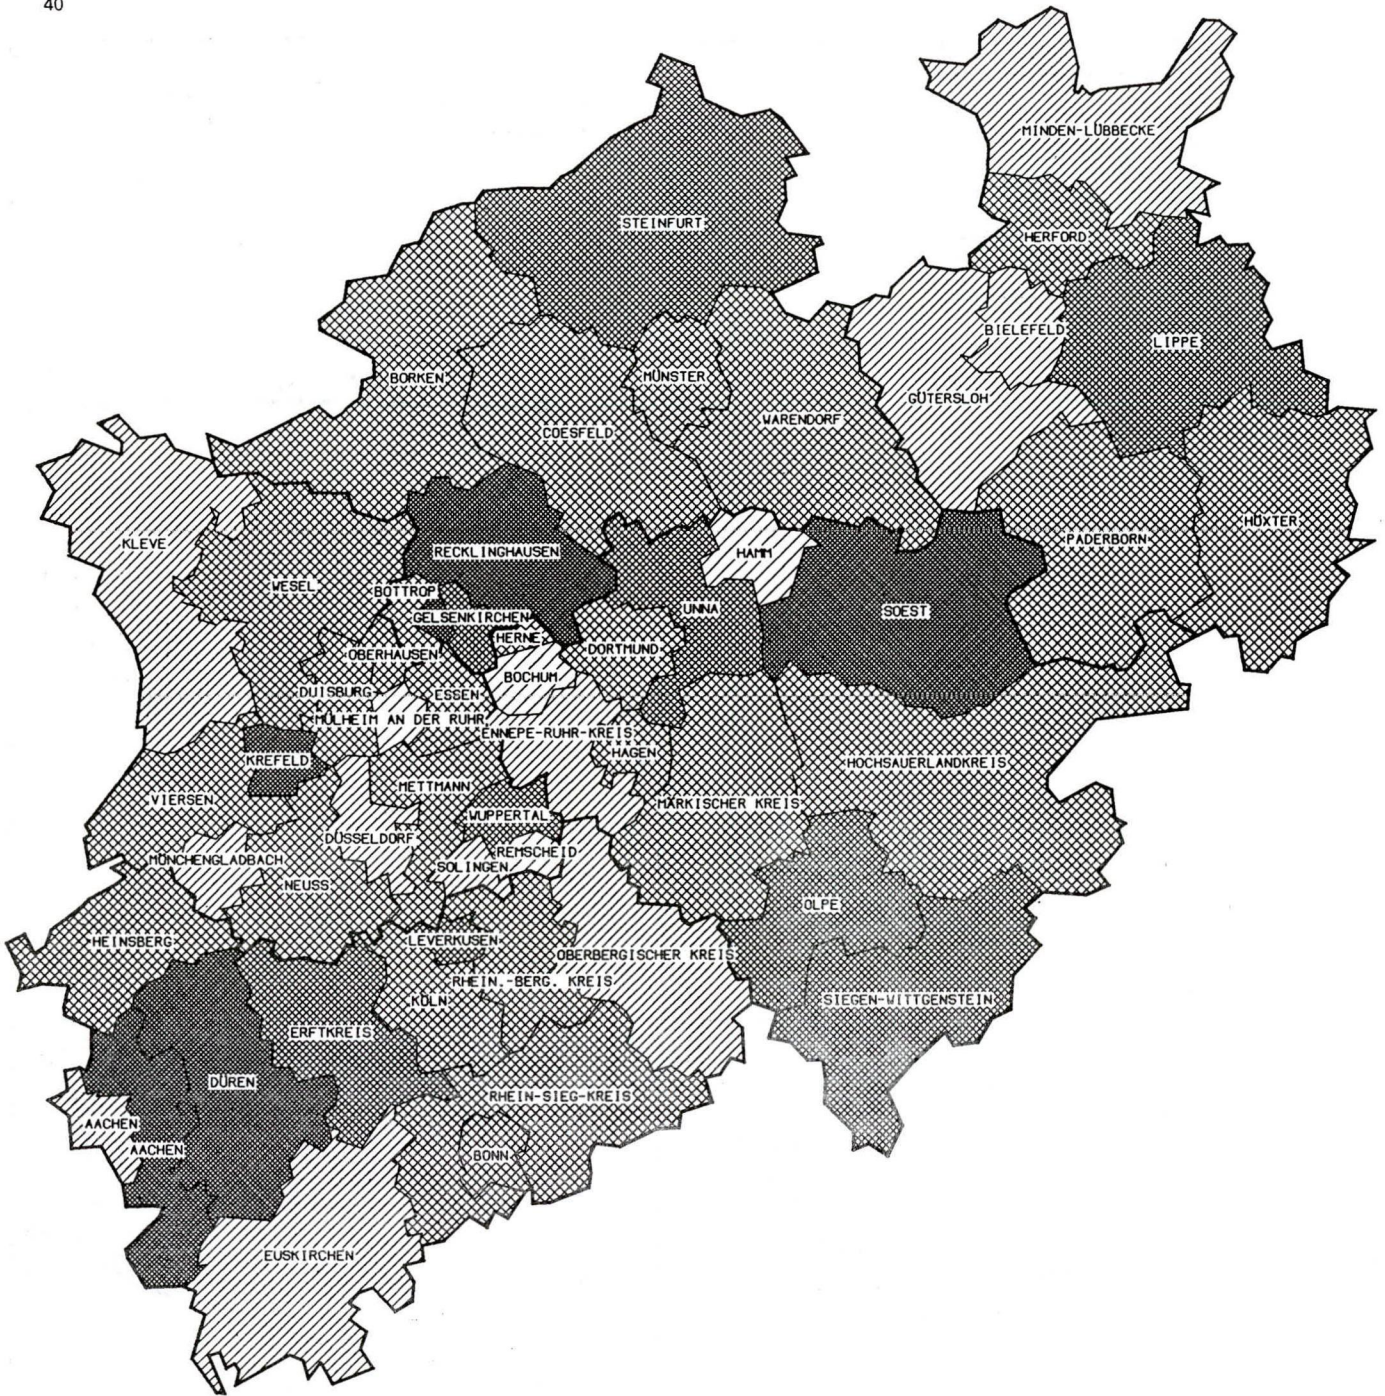 40
MINDEN-LÜBBECKE
STEINFURT
HERFORD
BIELEFELD
LIPPE
BORKEN
MÜNSTER
GÜTERSLOH
WARENDORF
COESFELD
HÖXTER
PADERBORN
KLEVE
RECKLINGHAUSEN
HAMM
WESEL
BOTTROP
UNNA
SOEST
GELSENKIRCHEN
HERNE
OBERHAUSEN
DORTMUND
BOCHUM
DUISBURG
ESSEN
MÜLHEIM AN DER RUHR
ENNEPE-RUHR-KREIS
HAGEN
KREFELD
HOCHSAUERLANDKREIS
METTMANN
VIERSEN
MÄRKISCHER KREIS
WUPPERTAL
DÜSSELDORF
REMSCHEID
MÖNCHENGLADBACH
SOLINGEN
NEUSS
OLPE
HEINSBERG
LEVERKUSEN
OBERBERGISCHER KREIS
RHEIN.-BERG. KREIS
KÖLN
SIEGEN-WITTGENSTEIN
ERFTKREIS
DÜREN
RHEIN-SIEG-KREIS
AACHEN
AACHEN
BONN
EUSKIRCHEN